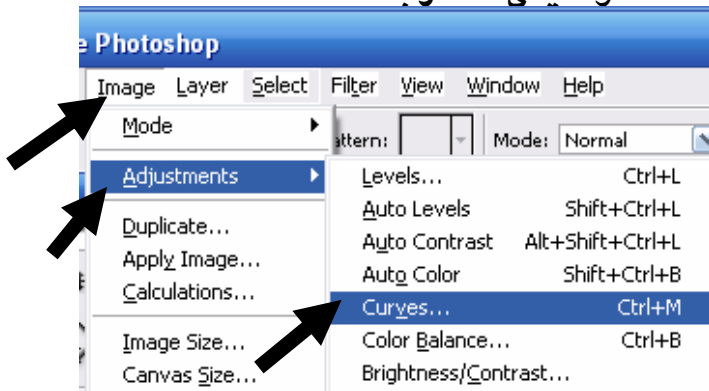 Photoshop
Image Layer Select Filter View Window Help
Mode
Pattern: Mode: Normal
Adjustments
Levels... Ctrl+L
Auto Levels Shift+Ctrl+L
Duplicate...
Auto Contrast Alt+Shift+Ctrl+L
Apply Image...
Auto Color Shift+Ctrl+B
Calculations...
Curves... Ctrl+M
Image Size...
Color Balance... Ctrl+B
Canvas Size...
Brightness/Contrast...